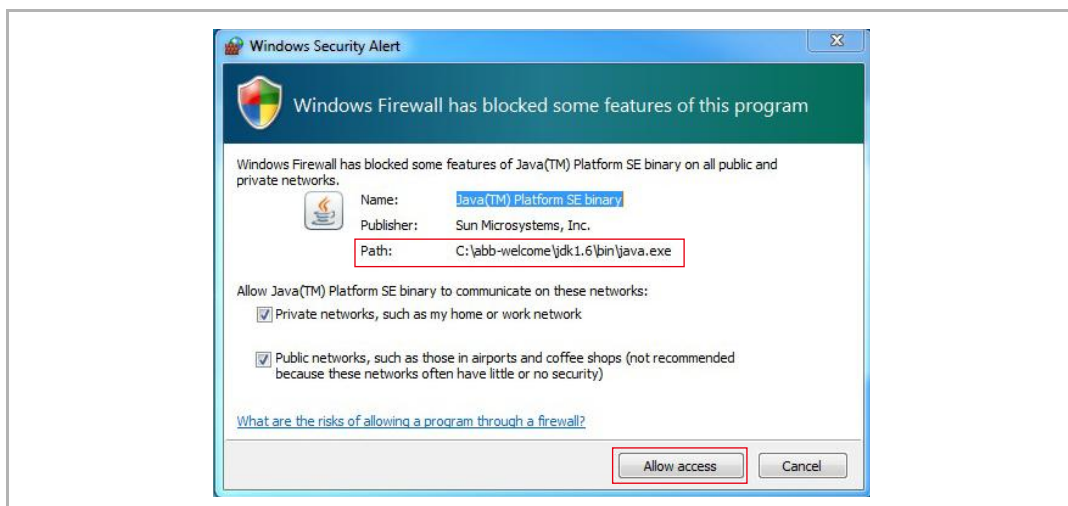 Windows Security Alert
Windows Firewall has blocked some features of this program
Windows Firewall has blocked some features of Java(TM) Platform SE binary on all public and
private networks.
Name: Java(TM) Platform SE binary
Publisher: Sun Microsystems, Inc.
Path: C:\abb-welcome\jdk1.6\bin\java.exe
Allow Java(TM) Platform SE binary to communicate on these networks:
Private networks, such as my home or work network
Public networks, such as those in airports and coffee shops (not recommended
because these networks often have little or no security)
What are the risks of allowing a program through a firewall?
Allow access Cancel